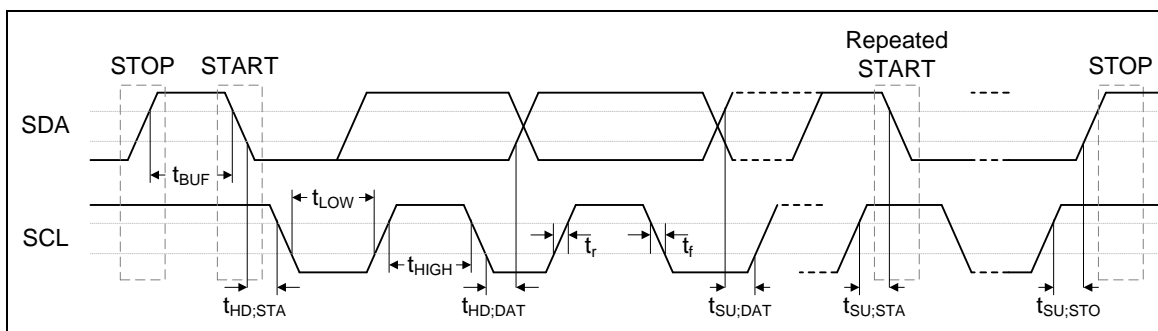 Repeated
STOP START START STOP
SDA
tBUF
tLOW
SCL
tHIGH
tr
tf
tHD;STA
tHD;DAT
tSU;DAT
tSU;STA
tSU;STO